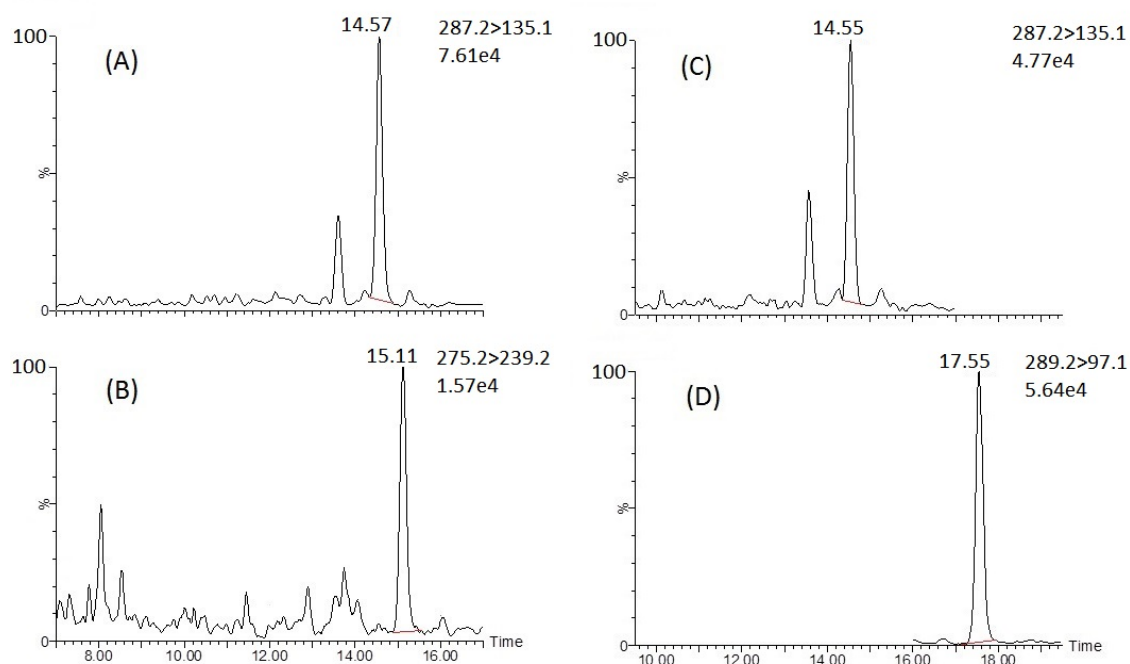 14.57
287.2>135.1
7.61e4
100
(A)
%
0
14.55
287.2>135.1
4.77e4
100
(C)
%
0
15.11
275.2>239.2
1.57e4
100
(B)
%
0
Time
8.00 10.00 12.00 14.00 16.00
17.55
289.2>97.1
5.64e4
100
(D)
%
0
Time
10.00 12.00 14.00 16.00 18.00